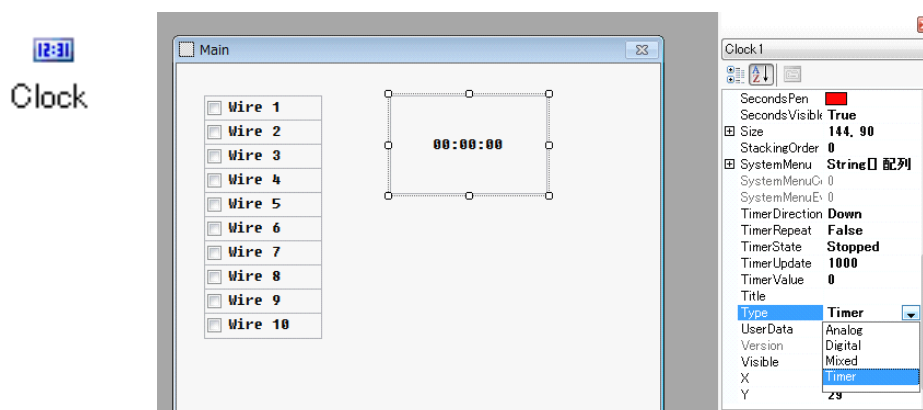 12:31
Clock
Main
Wire 1
Wire 2
Wire 3
Wire 4
Wire 5
Wire 6
Wire 7
Wire 8
Wire 9
Wire 10
00:00:00
Clock1
SecondsPen
SecondsVisible True
Size 144, 90
StackingOrder 0
SystemMenu String[] 配列
SystemMenuC 0
SystemMenuE 0
TimerDirection Down
TimerRepeat False
TimerState Stopped
TimerUpdate 1000
TimerValue 0
Title
Type Timer
UserData Analog
Version Digital
Visible Mixed
X Timer
Y 29